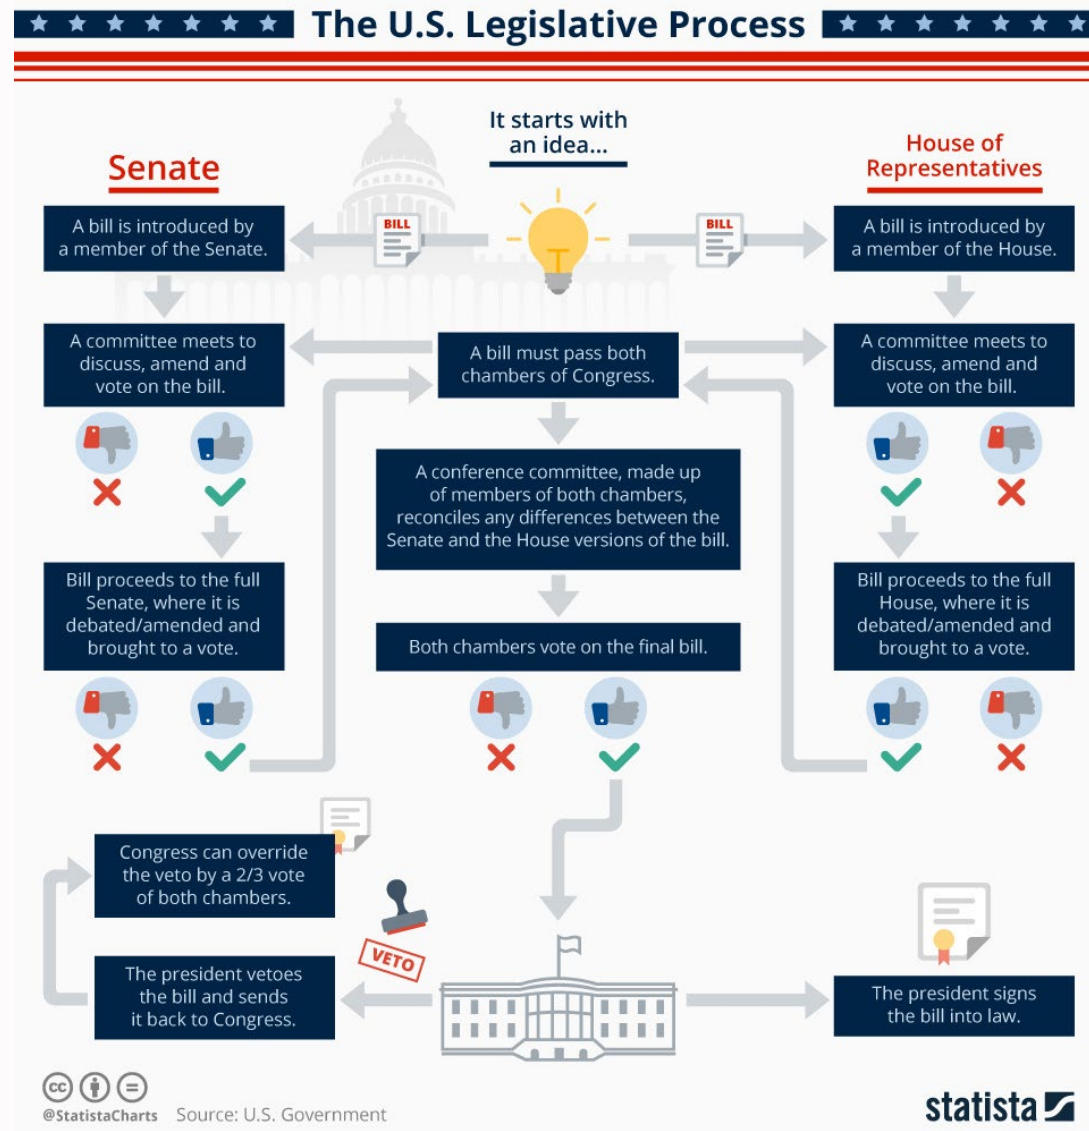 The U.S. Legislative Process
It starts with
an idea...
Senate
House of
Representatives
A bill is introduced by
a member of the Senate.
BILL
BILL
A bill is introduced by
a member of the House.
A committee meets to
discuss, amend and
vote on the bill.
A bill must pass both
chambers of Congress.
A committee meets to
discuss, amend and
vote on the bill.
A conference committee, made up
of members of both chambers,
reconciles any differences between the
Senate and the House versions of the bill.
Bill proceeds to the full
Senate, where it is
debated/amended and
brought to a vote.
Both chambers vote on the final bill.
Bill proceeds to the full
House, where it is
debated/amended and
brought to a vote.
Congress can override
the veto by a 2/3 vote
of both chambers.
VETO
The president vetoes
the bill and sends
it back to Congress.
The president signs
the bill into law.
cc
@StatistaCharts Source: U.S. Government
statista